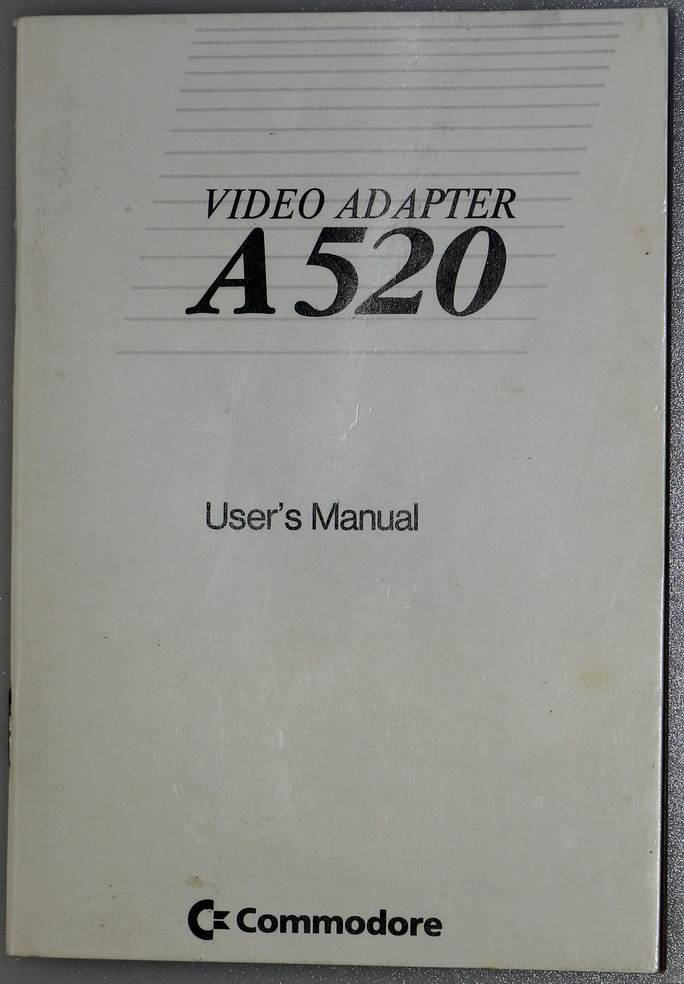 VIDEO ADAPTER
A520
User's Manual
Commodore